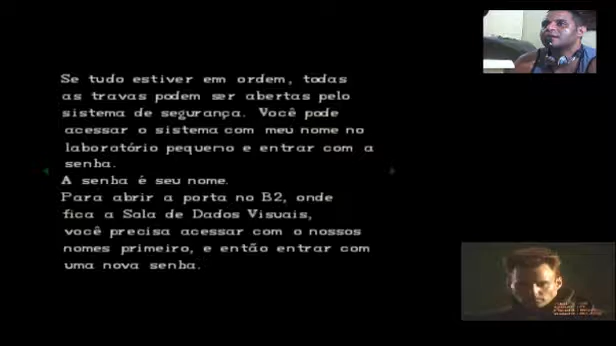 Se tudo estiver em ordem, todas
as travas podem ser abertas pelo
sistema de segurança. Você pode
acessar o sistema com meu nome no
laboratório pequeno e entrar com a
senha.
A senha é seu nome.
Para abrir a porta no B2, onde
fica a Sala de Dados Visuais,
você precisa acessar com o nossos
nomes primeiro, e então entrar com
uma nova senha.